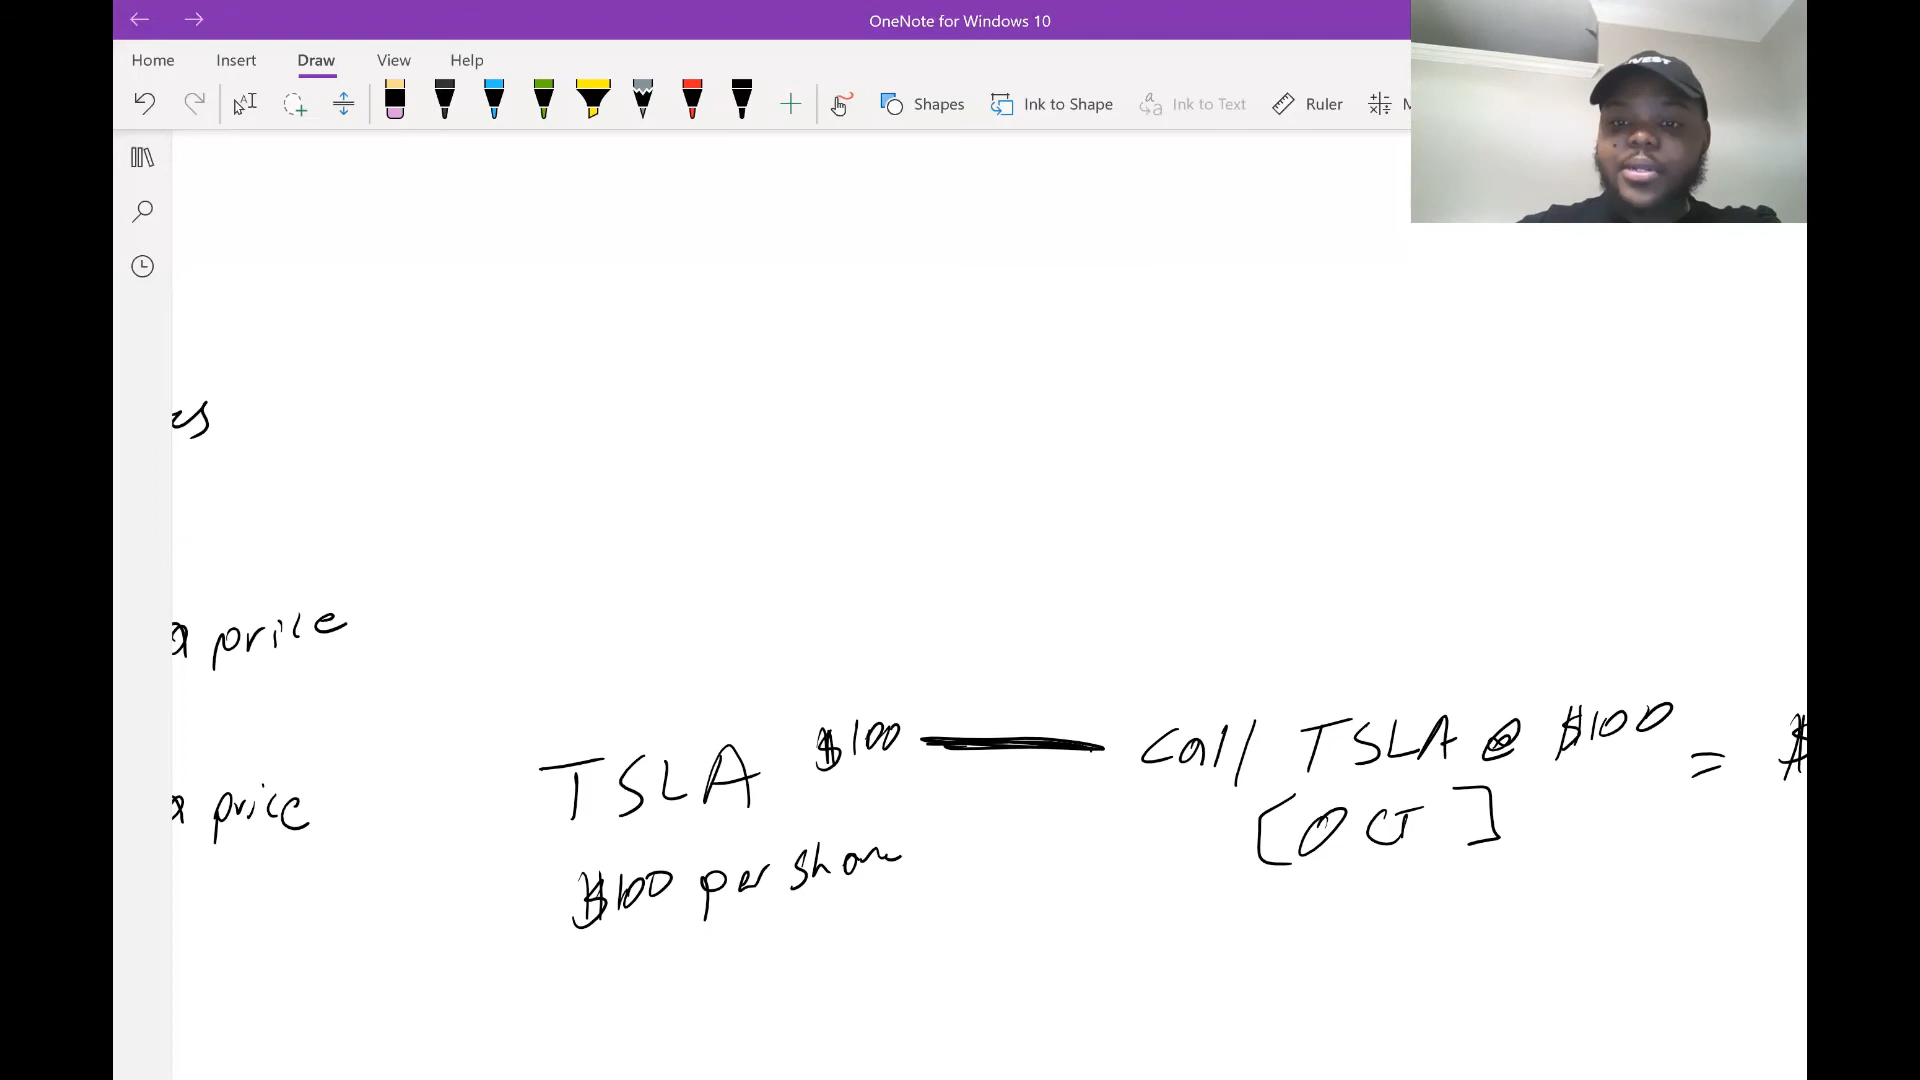 OneNote for Windows 10
Home Insert Draw View Help
Shapes Ink to Shape Ink to Text Ruler M
es
a price
TSLA $100 call TSLA @ $100 = $
[OCT]
a price
$100 per share